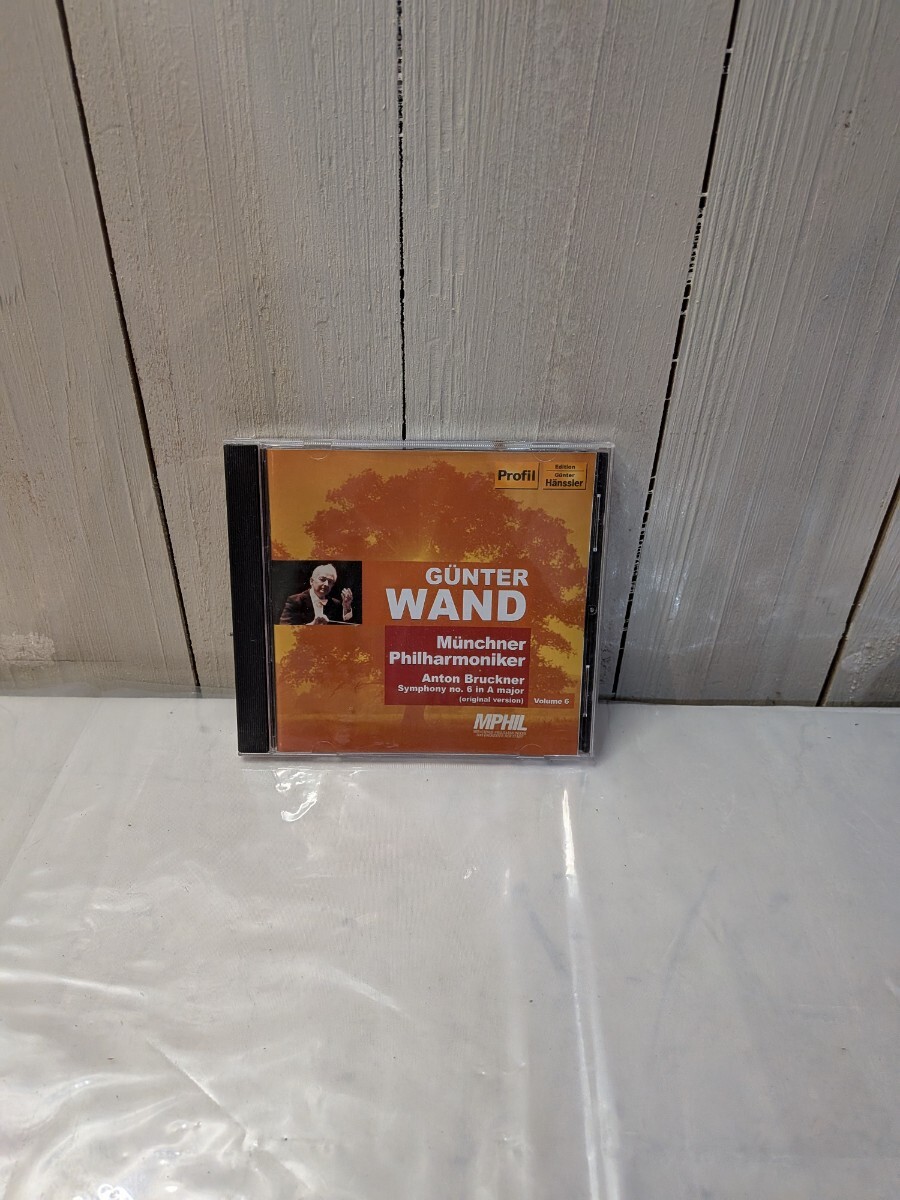 Profil
Edition
Günter
Hänssler
GÜNTER
WAND
Münchner
Philharmoniker
Anton Bruckner
Symphony no. 6 in A major
(original version)
Volume 6
MPHIL